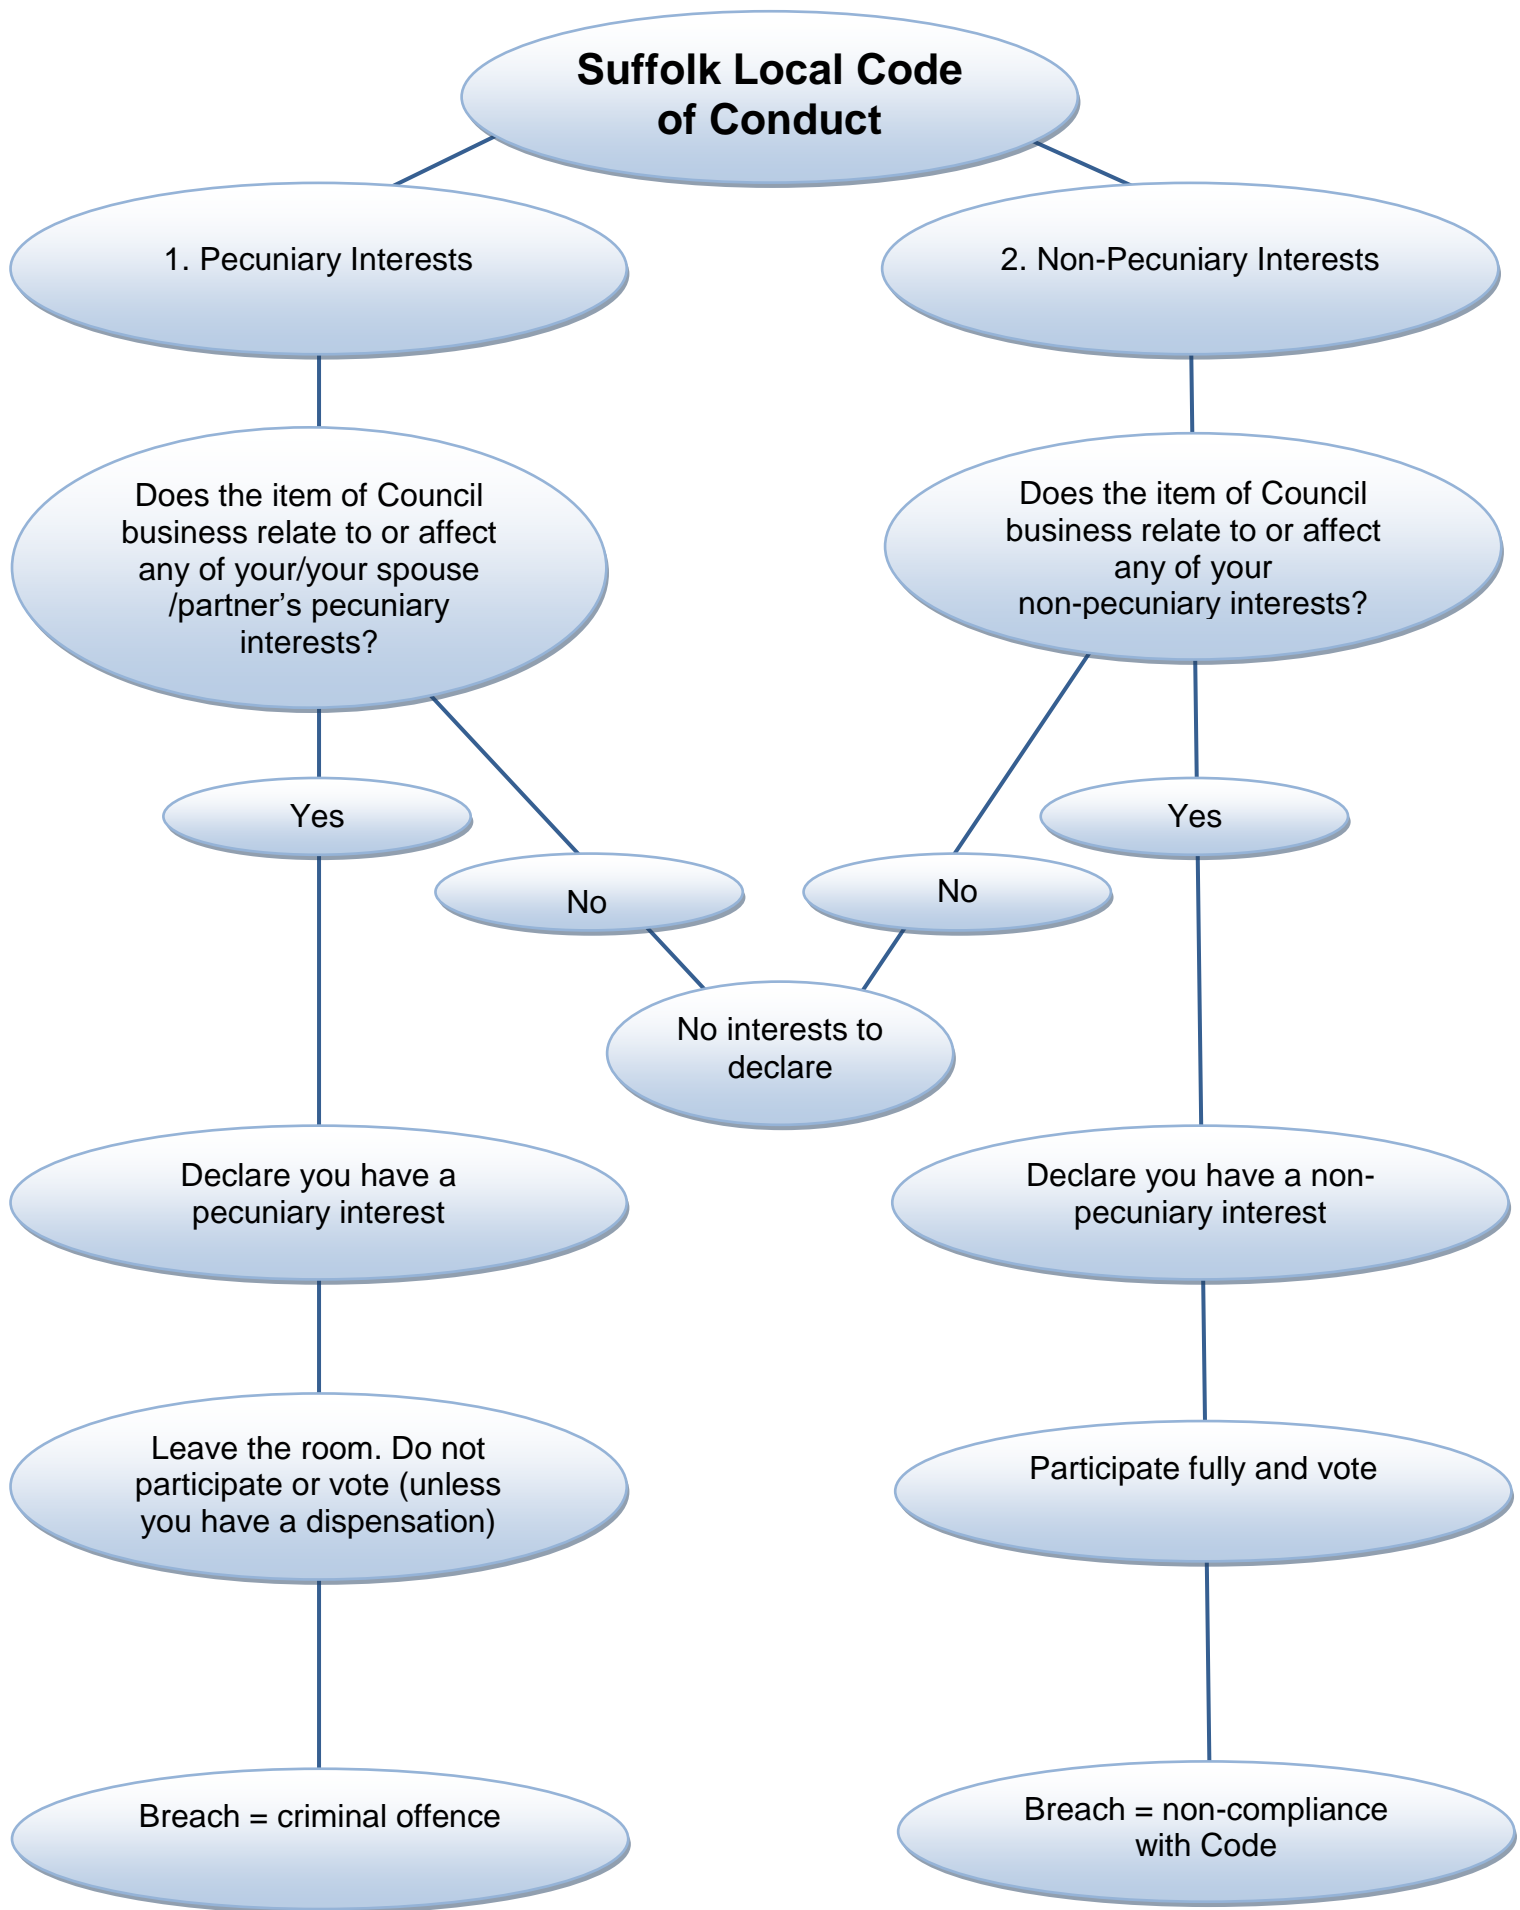 Suffolk Local Code
of Conduct
1. Pecuniary Interests
2. Non-Pecuniary Interests
Does the item of Council
business relate to or affect
any of your/your spouse
/partner’s pecuniary
interests?
Does the item of Council
business relate to or affect
any of your
non-pecuniary interests?
Yes
Yes
No
No
No interests to
declare
Declare you have a
pecuniary interest
Declare you have a non-
pecuniary interest
Leave the room. Do not
participate or vote (unless
you have a dispensation)
Participate fully and vote
Breach = criminal offence
Breach = non-compliance
with Code